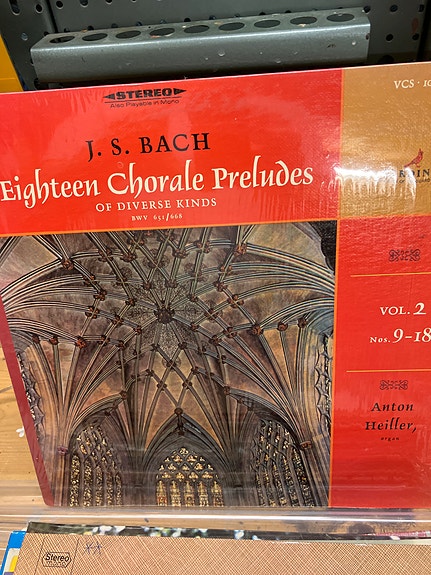 STEREO
Also Playable in Mono
J. S. BACH
Eighteen Chorale Preludes
OF DIVERSE KINDS
BWV 651/668
VCS · 10
VOL. 2
Nos. 9-18
Anton
Heiller,
organ
Stereo